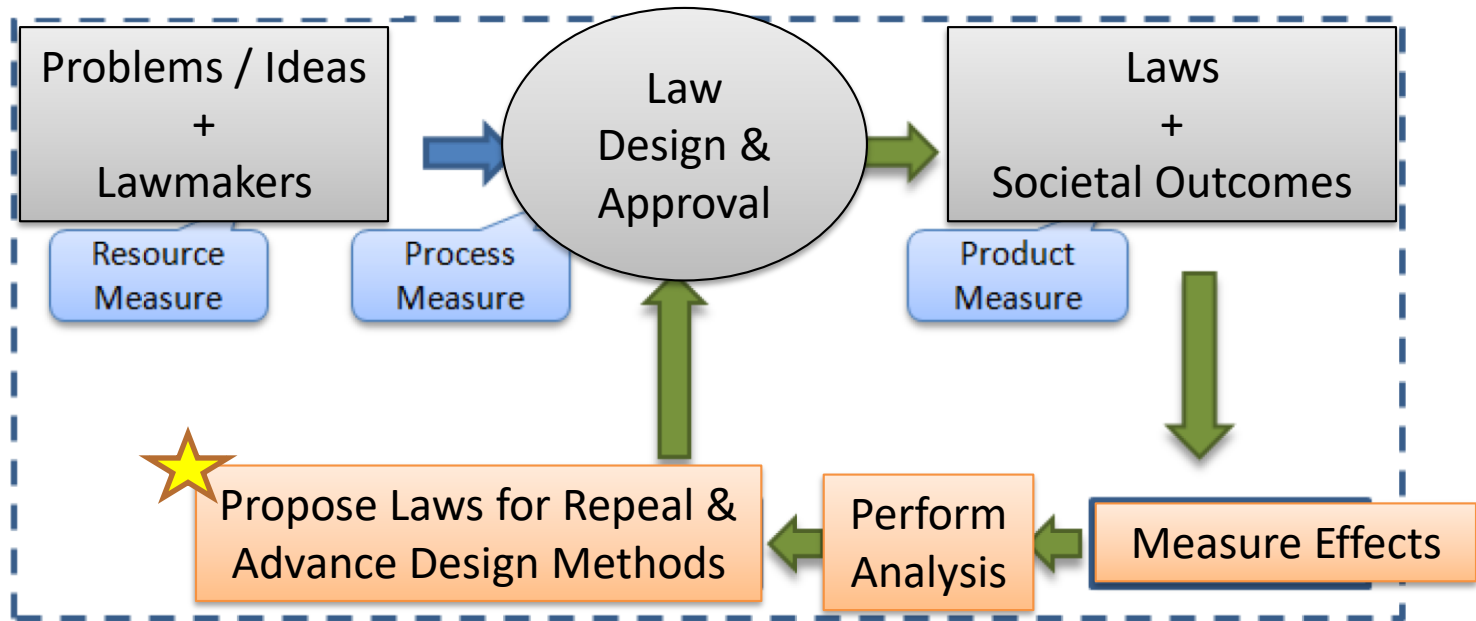 Problems / Ideas
+
Lawmakers
Law
Design &
Approval
Laws
+
Societal Outcomes
Resource
Measure
Process
Measure
Product
Measure
Propose Laws for Repeal &
Advance Design Methods
Perform
Analysis
Measure Effects